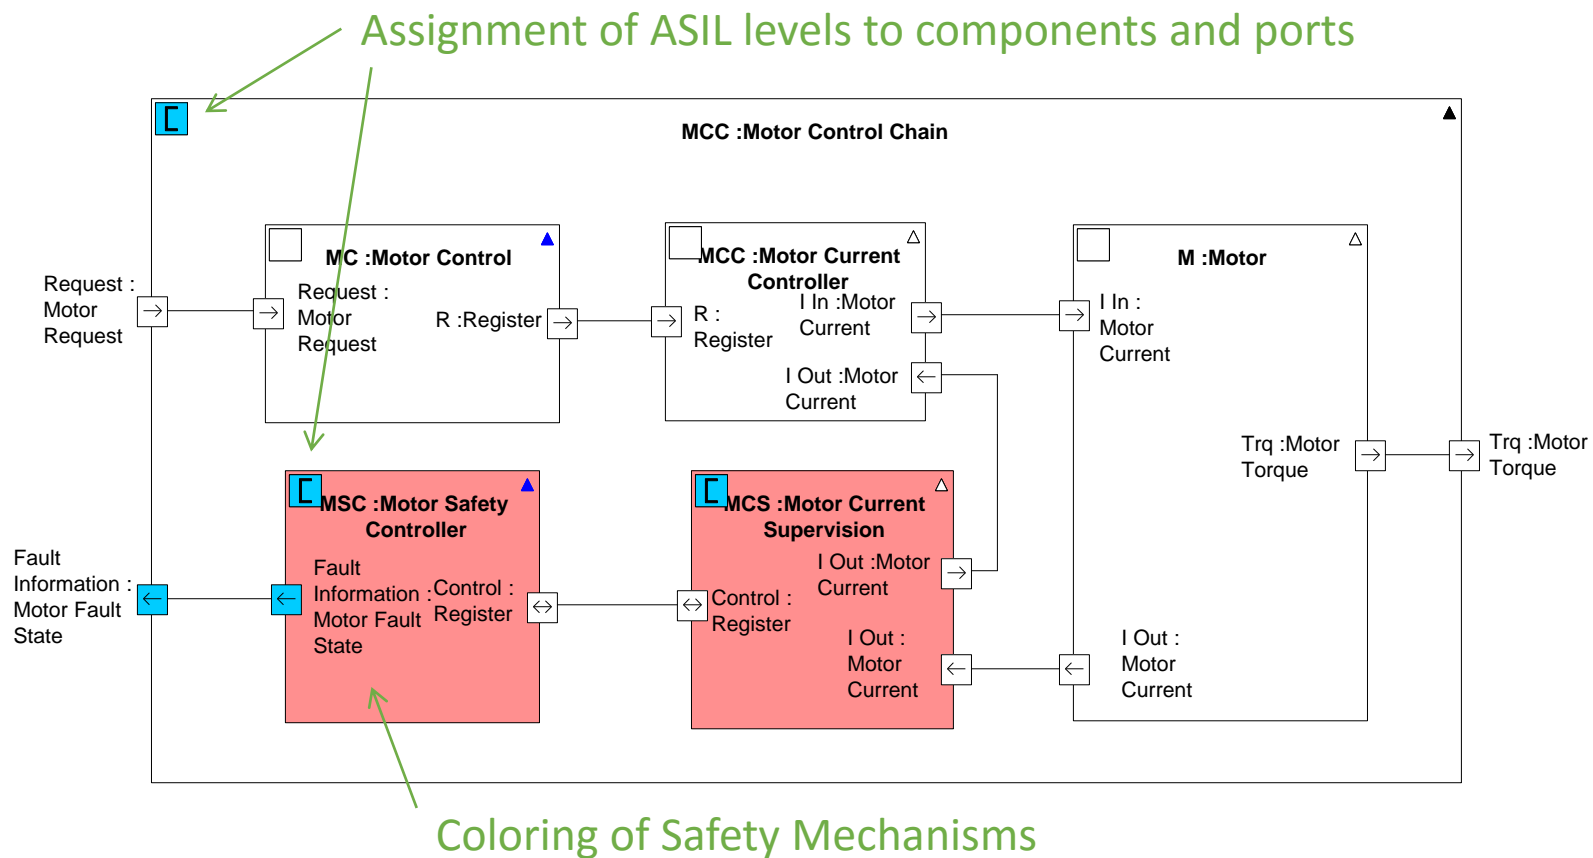 Assignment of ASIL levels to components and ports
C
MCC :Motor Control Chain
MC :Motor Control
Request :
Motor
Request
R :Register
MCC :Motor Current
Controller
R :
Register
I In :Motor
Current
I Out :Motor
Current
M :Motor
I In :
Motor
Current
Trq :Motor
Torque
I Out :
Motor
Current
Request :
Motor
Request
Trq :Motor
Torque
Fault
Information :
Motor Fault
State
C
MSC :Motor Safety
Controller
Fault
Information :
Motor Fault
State
Control :
Register
C
MCS :Motor Current
Supervision
Control :
Register
I Out :Motor
Current
I Out :
Motor
Current
Coloring of Safety Mechanisms